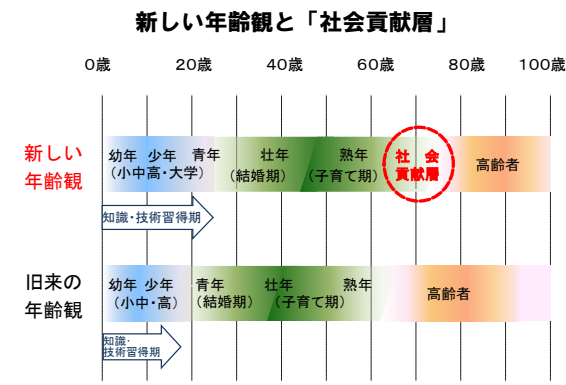 新しい年齢観と「社会貢献層」
0歳 20歳 40歳 60歳 80歳 100歳
新しい
年齢観
幼年 少年 青年 壮年 熟年
(小中高・大学) (結婚期) (子育て期)
社 会
貢献層
高齢者
知識・技術習得期
旧来の
年齢観
幼年 少年 青年 壮年 熟年
(小中・高) (結婚期) (子育て期)
高齢者
知識・
技術習得期